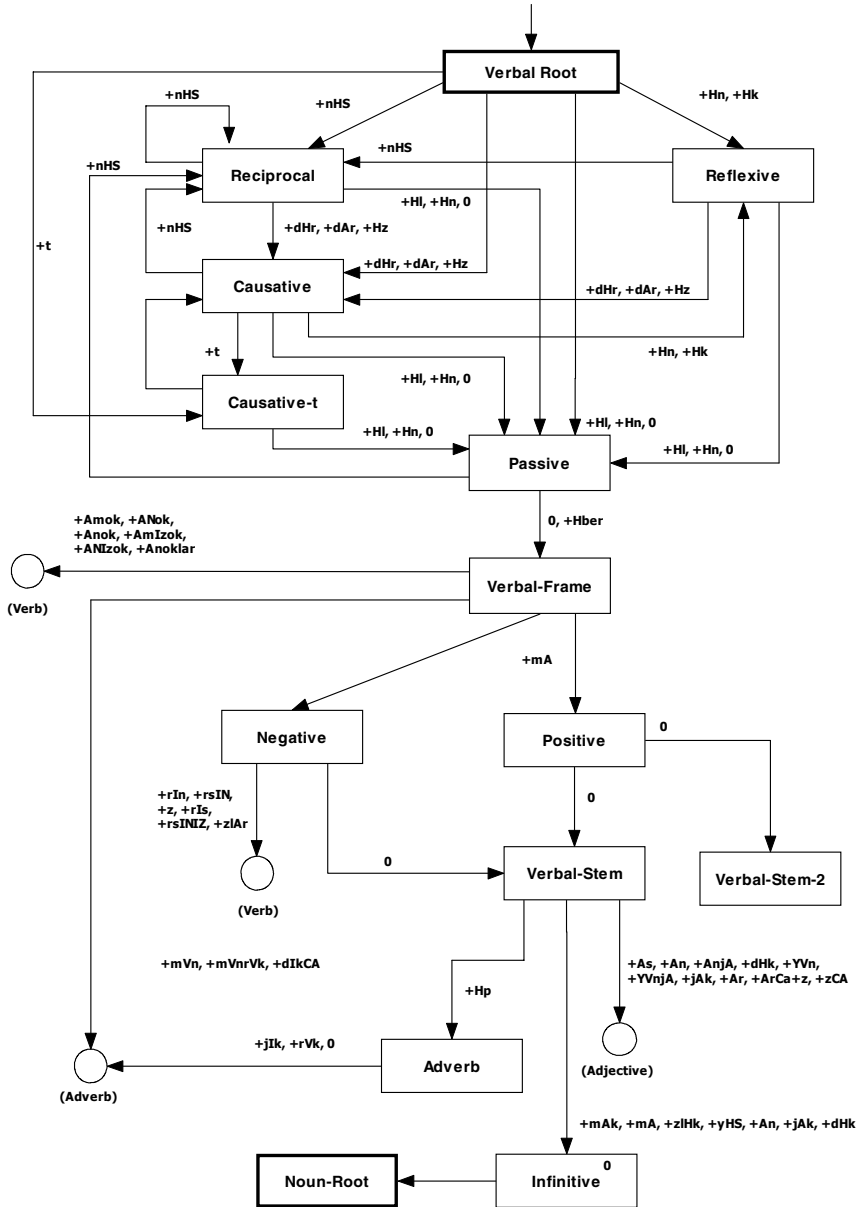 Verbal Root
+nHS
+nHS
+Hn, +Hk
+nHS
+nHS
Reciprocal
Reflexive
+Hl, +Hn, 0
+nHS
+dHr, +dAr, +Hz
+t
+dHr, +dAr, +Hz
Causative
+dHr, +dAr, +Hz
+t
+Hn, +Hk
+Hl, +Hn, 0
Causative-t
+Hl, +Hn, 0
+Hl, +Hn, 0
+Hl, +Hn, 0
Passive
+Amok, +ANok,
+Anok, +AmIzok,
+ANIzok, +Anoklar
0, +Hber
(Verb)
Verbal-Frame
+mA
Negative
Positive
0
+rIn, +rsIN,
+z, +rIs,
+rsINIZ, +zlAr
0
0
(Verb)
Verbal-Stem
Verbal-Stem-2
+mVn, +mVnrVk, +dIkCA
+As, +An, +AnjA, +dHk, +YVn,
+YVnjA, +jAk, +Ar, +ArCa+z, +zCA
+Hp
+jIk, +rVk, 0
Adverb
(Adjective)
(Adverb)
+mAk, +mA, +zlHk, +yHS, +An, +jAk, +dHk
Noun-Root
Infinitive
0